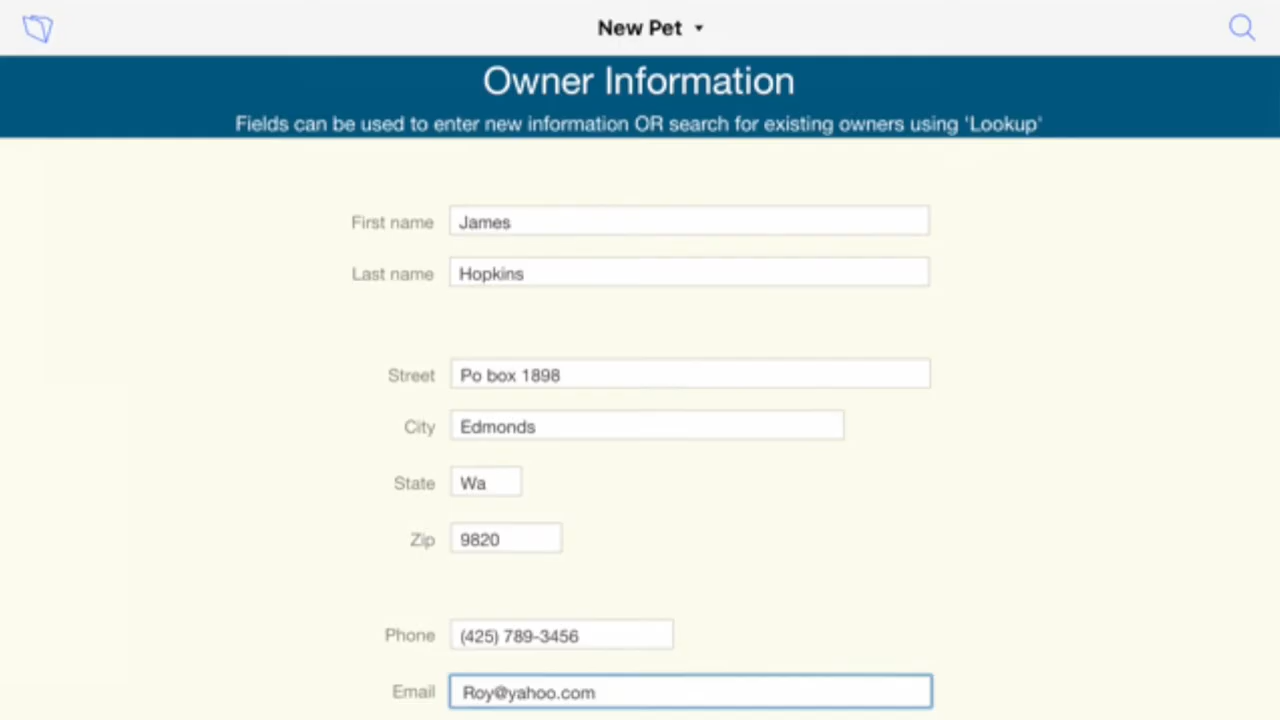 New Pet
Owner Information
Fields can be used to enter new information OR search for existing owners using 'Lookup'
First name James
Last name Hopkins
Street Po box 1898
City Edmonds
State Wa
Zip 9820
Phone (425) 789-3456
Email Roy@yahoo.com